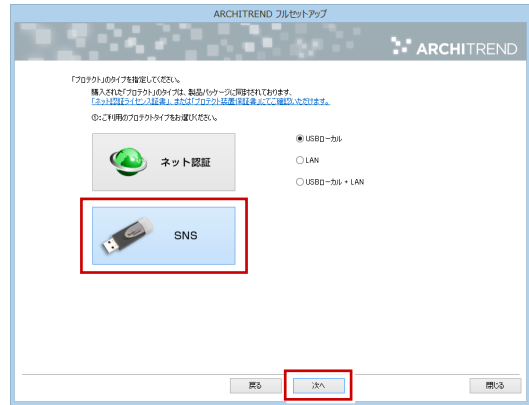 ARCHITREND フルセットアップ
ARCHITREND
「プロテクト」のタイプを指定してください。
購入された「プロテクト」のタイプは、製品パッケージに同封されております、
「ネット認証ライセンス証書」、または「プロテクト装置保証書」にてご確認いただけます。
①：ご利用のプロテクトタイプをお選びください。
ネット認証
USBローカル
LAN
USBローカル + LAN
SNS
戻る
次へ
閉じる